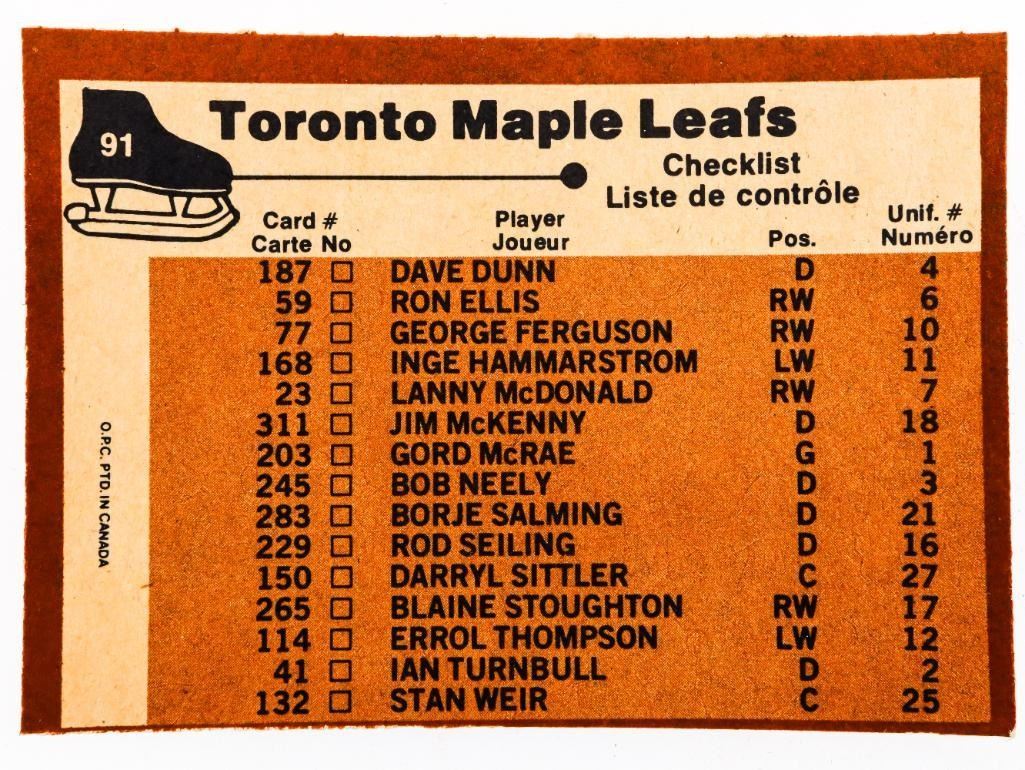 91
Toronto Maple Leafs
Checklist
Liste de contrôle
Card # Player Unif. #
Carte No Joueur Pos. Numéro
187 □ DAVE DUNN D 4
59 □ RON ELLIS RW 6
77 □ GEORGE FERGUSON RW 10
168 □ INGE HAMMARSTROM LW 11
23 □ LANNY McDONALD RW 7
311 □ JIM McKENNY D 18
203 □ GORD McRAE G 1
245 □ BOB NEELY D 3
283 □ BORJE SALMING D 21
229 □ ROD SEILING D 16
150 □ DARRYL SITTLER C 27
265 □ BLAINE STOUGHTON RW 17
114 □ ERROL THOMPSON LW 12
41 □ IAN TURNBULL D 2
132 □ STAN WEIR C 25
O.P.C. PTD. IN CANADA